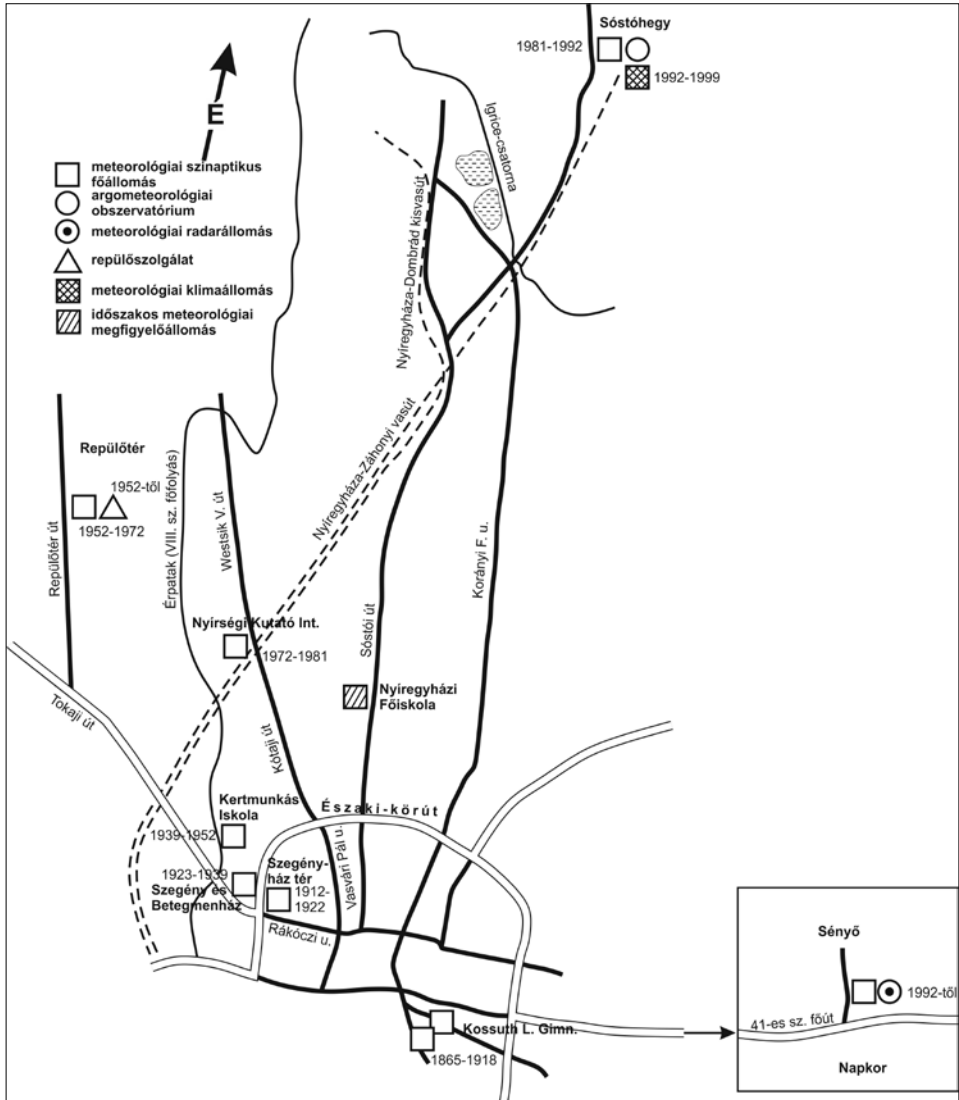 Sóstóhegy
1981-1992
1992-1999
É
Igrice-csatorna
meteorológiai szinaptikus
főállomás
argometeorológiai
obszervatórium
meteorológiai radarállomás
repülőszolgálat
meteorológiai klimaállomás
időszakos meteorológiai
megfigyelőállomás
Nyíregyháza-Dombrád kisvasút
Nyíregyháza-Záhonyi vasút
Repülőtér
1952-től
1952-1972
Repülőtér út
Érpatak (VIII. sz. főfolyás)
Westsik V. út
Korányi F. u.
Sóstói út
Nyírségi Kutató Int.
1972-1981
Nyíregyházi
Főiskola
Tokaji út
Kótaji út
Kertmunkás
Iskola
1939-1952
Északi-körút
Vasvári Pál u.
1923-1939
Szegény és
Betegmenház
Szegény-
ház tér
1912-
1922
Rákóczi u.
Kossuth L. Gimn.
1865-1918
Sényő
1992-től
41-es sz. főút
Napkor